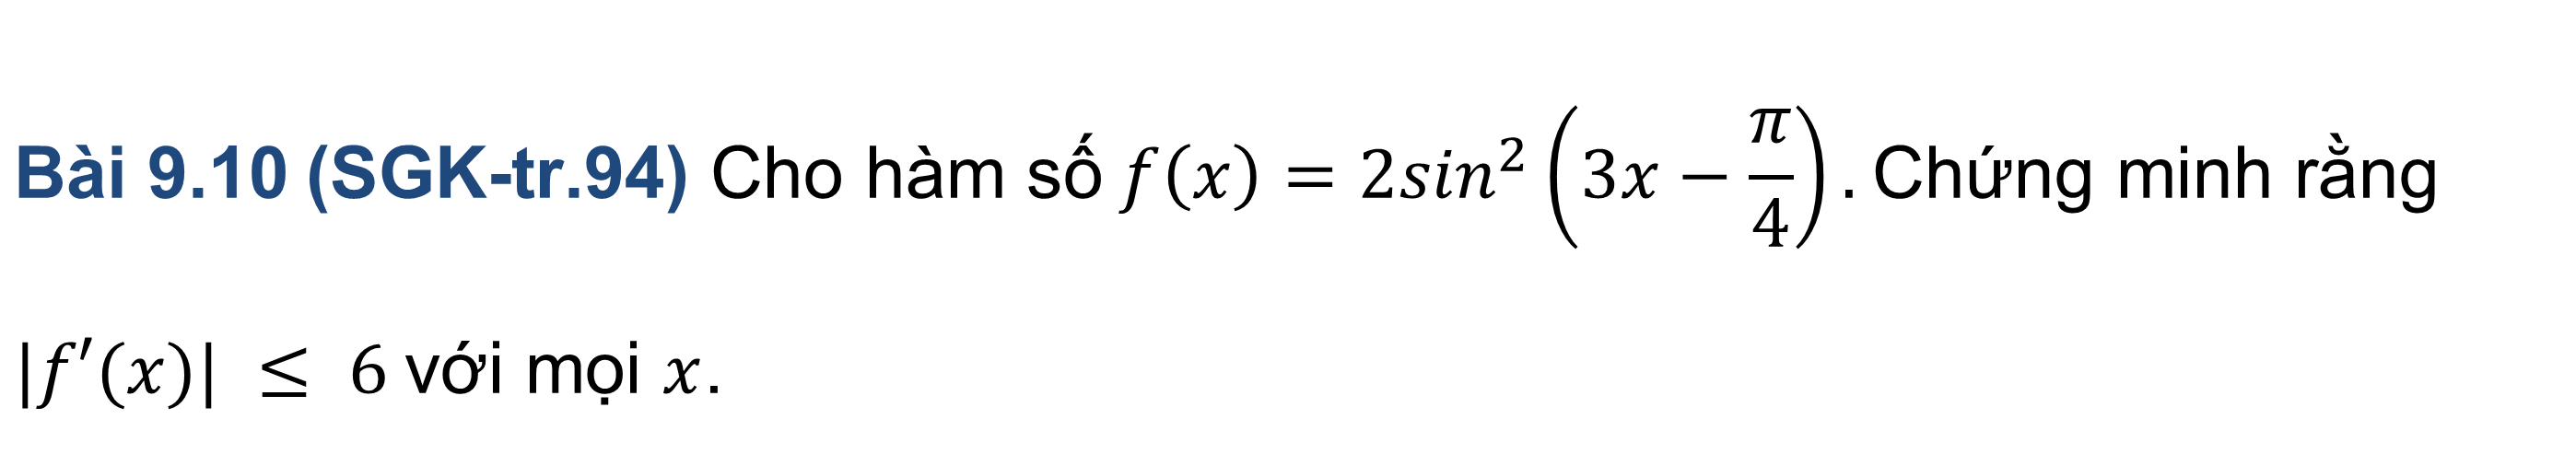 Bài 9.10 (SGK-tr.94) Cho hàm số f(x) = 2sin²(3x − π/4). Chứng minh rằng
|f′(x)| ≤ 6 với mọi x.